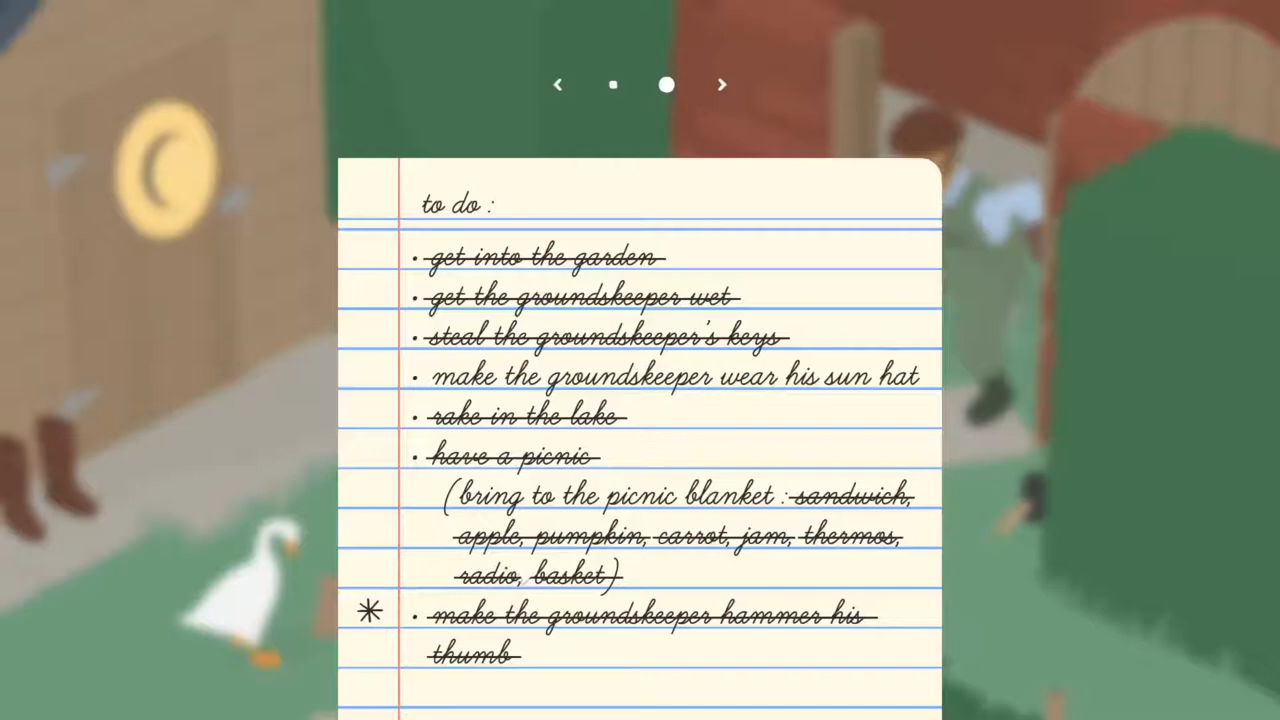 to do :
• get into the garden
• get the groundskeeper wet
• steal the groundskeeper's keys
• make the groundskeeper wear his sun hat
• rake in the lake
• have a picnic
(bring to the picnic blanket : sandwich,
apple, pumpkin, carrot, jam, thermos,
radio, basket)
• make the groundskeeper hammer his
thumb